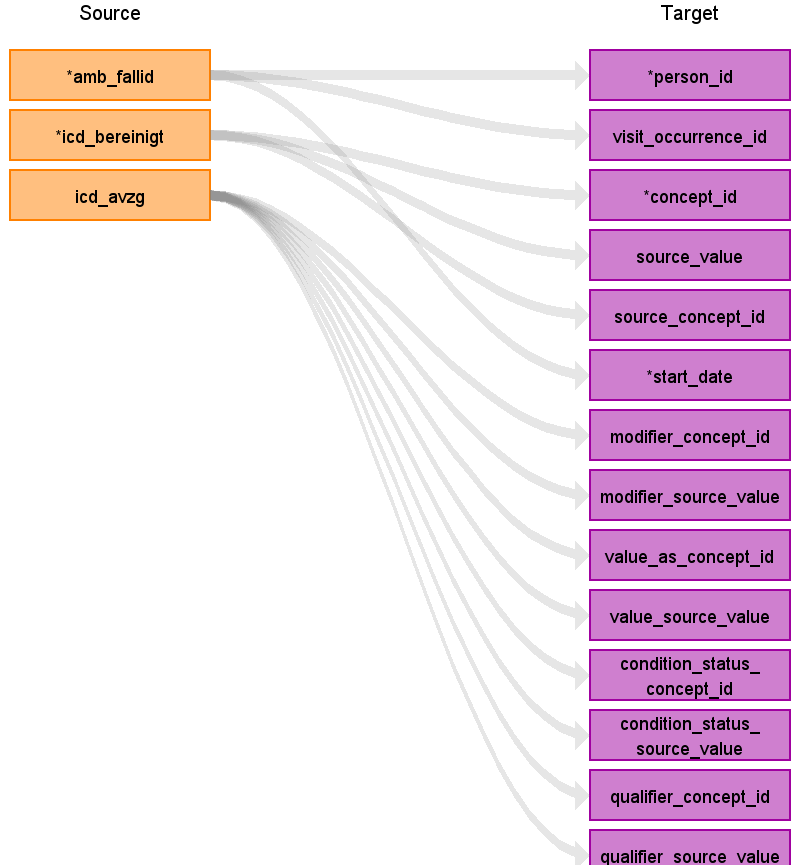 Source
Target
*amb_fallid
*person_id
*icd_bereinigt
visit_occurrence_id
icd_avzg
*concept_id
source_value
source_concept_id
*start_date
modifier_concept_id
modifier_source_value
value_as_concept_id
value_source_value
condition_status_
concept_id
condition_status_
source_value
qualifier_concept_id
qualifier_source_value